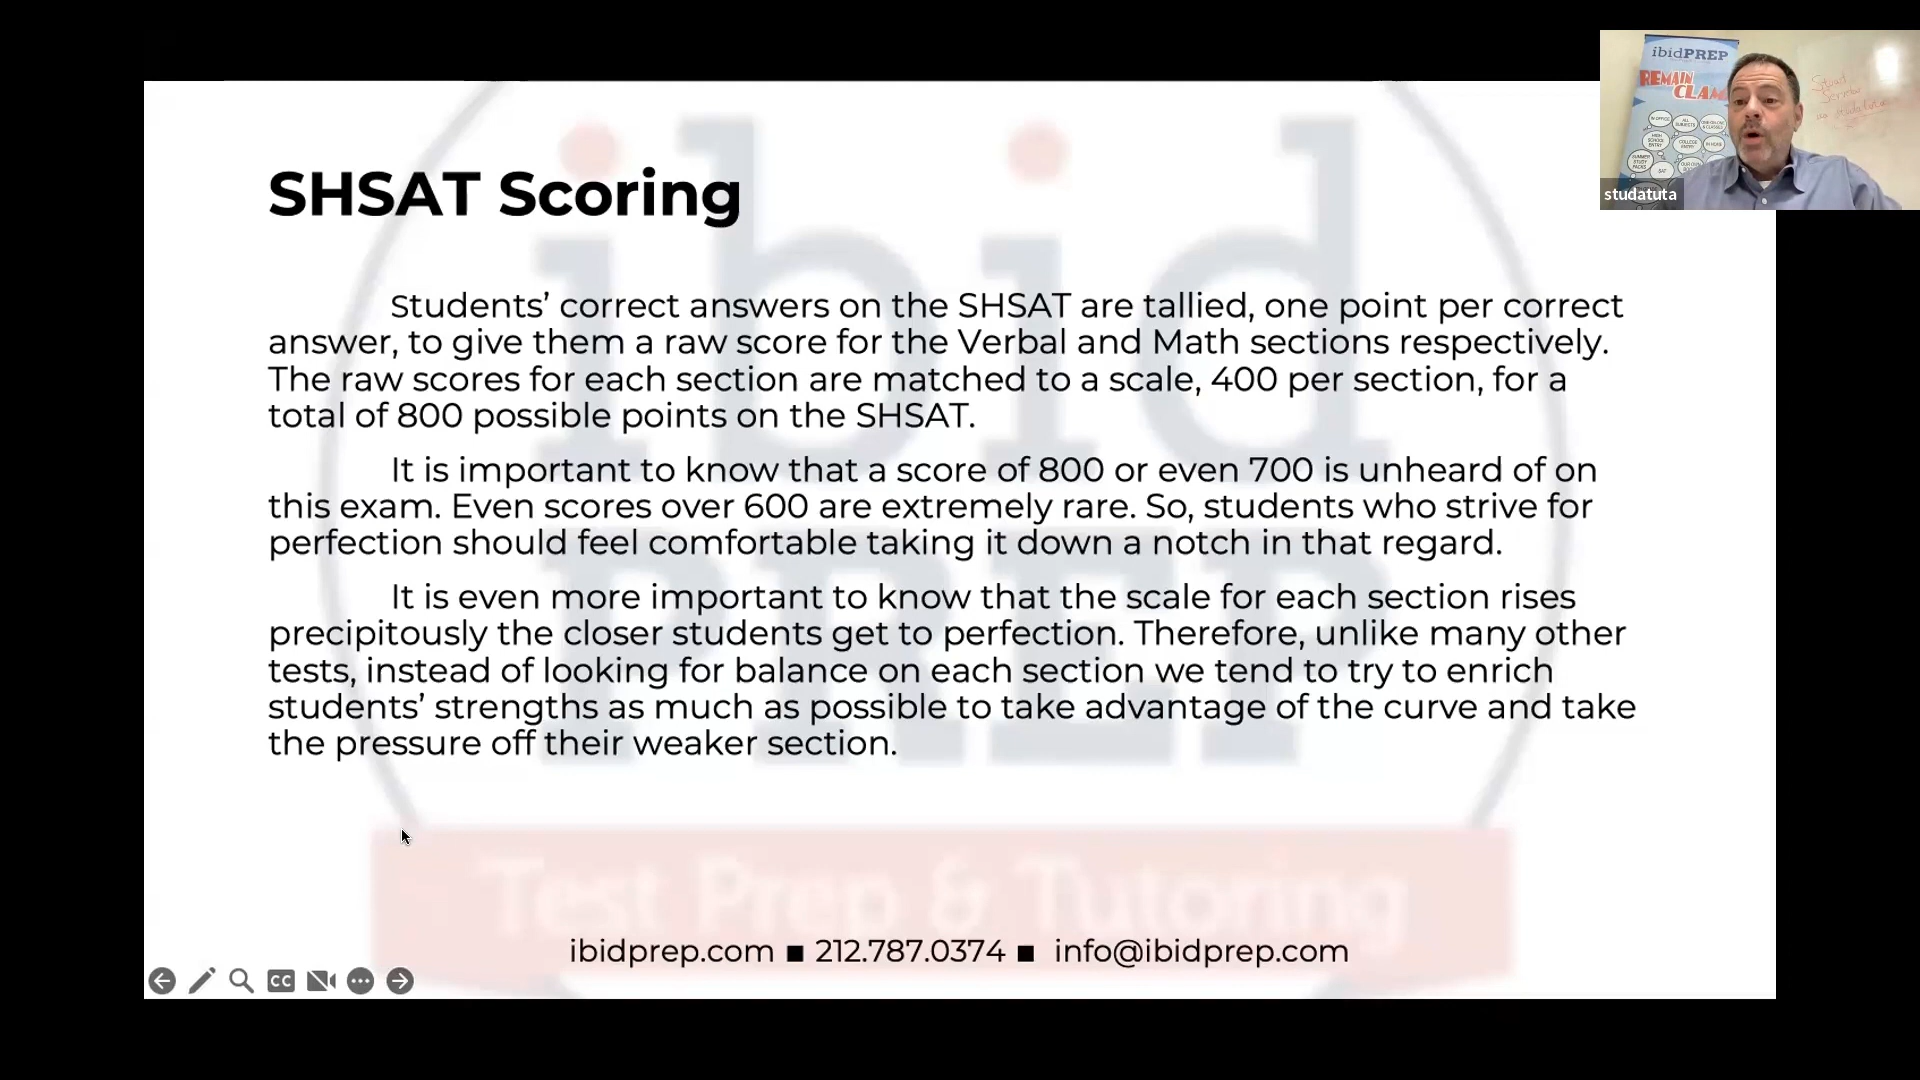 ibidPREP
REMAIN
CLAM
studatuta
SHSAT Scoring
Students’ correct answers on the SHSAT are tallied, one point per correct
answer, to give them a raw score for the Verbal and Math sections respectively.
The raw scores for each section are matched to a scale, 400 per section, for a
total of 800 possible points on the SHSAT.
It is important to know that a score of 800 or even 700 is unheard of on
this exam. Even scores over 600 are extremely rare. So, students who strive for
perfection should feel comfortable taking it down a notch in that regard.
It is even more important to know that the scale for each section rises
precipitously the closer students get to perfection. Therefore, unlike many other
tests, instead of looking for balance on each section we tend to try to enrich
students’ strengths as much as possible to take advantage of the curve and take
the pressure off their weaker section.
ibid
PREP
Test Prep & Tutoring
ibidprep.com ■ 212.787.0374 ■ info@ibidprep.com
CC